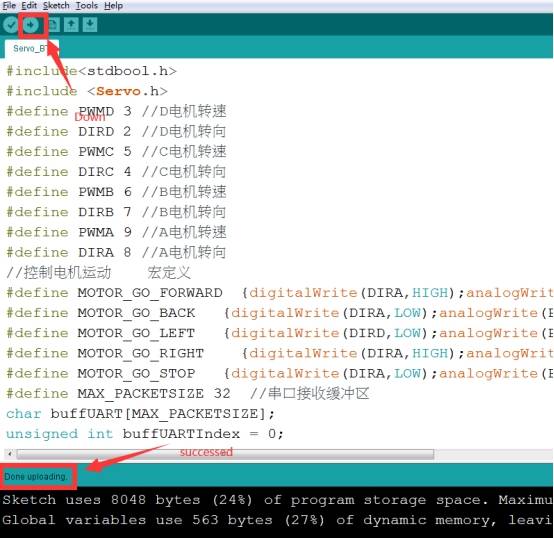 File Edit Sketch Tools Help
Servo_BT
#include<stdbool.h>
Down
#include <Servo.h>
#define PWMD 3 //D电机转速
#define DIRD 2 //D电机转向
#define PWMC 5 //C电机转速
#define DIRC 4 //C电机转向
#define PWMB 6 //B电机转速
#define DIRB 7 //B电机转向
#define PWMA 9 //A电机转速
#define DIRA 8 //A电机转向
//控制电机运动 宏定义
#define MOTOR_GO_FORWARD {digitalWrite(DIRA,HIGH);analogWrit
#define MOTOR_GO_BACK {digitalWrite(DIRA,LOW);analogWrite(
#define MOTOR_GO_LEFT {digitalWrite(DIRD,LOW);analogWrite(
#define MOTOR_GO_RIGHT {digitalWrite(DIRA,HIGH);analogWrit
#define MOTOR_GO_STOP {digitalWrite(DIRA,LOW);analogWrite(
#define MAX_PACKETSIZE 32 //串口接收缓冲区
char buffUART[MAX_PACKETSIZE];
unsigned int buffUARTIndex = 0;
successed
Done uploading.
Sketch uses 8048 bytes (24%) of program storage space. Maximu
Global variables use 563 bytes (27%) of dynamic memory, leavi